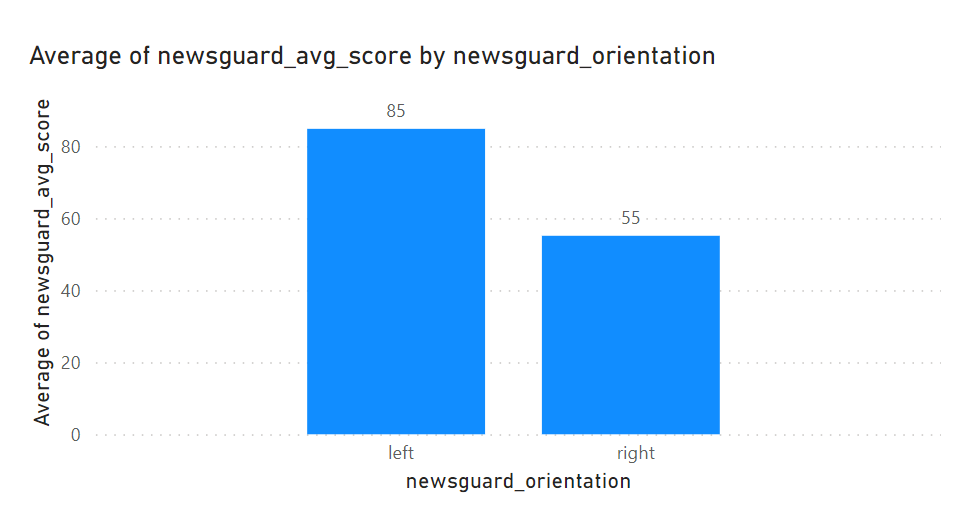 Average of newsguard_avg_score by newsguard_orientation
Average of newsguard_avg_score
80
60
40
20
0
85
55
left
right
newsguard_orientation